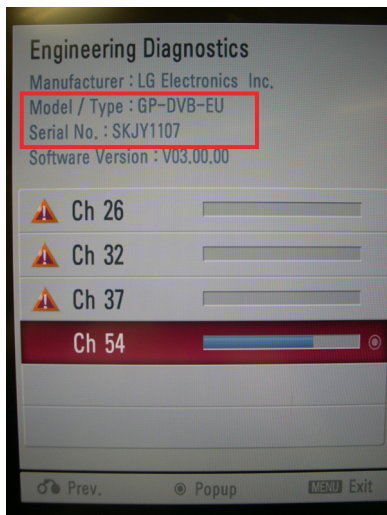 Engineering Diagnostics
Manufacturer : LG Electronics Inc.
Model / Type : GP-DVB-EU
Serial No. : SKJY1107
Software Version : V03.00.00
Ch 26
Ch 32
Ch 37
Ch 54
Prev. Popup MENU Exit